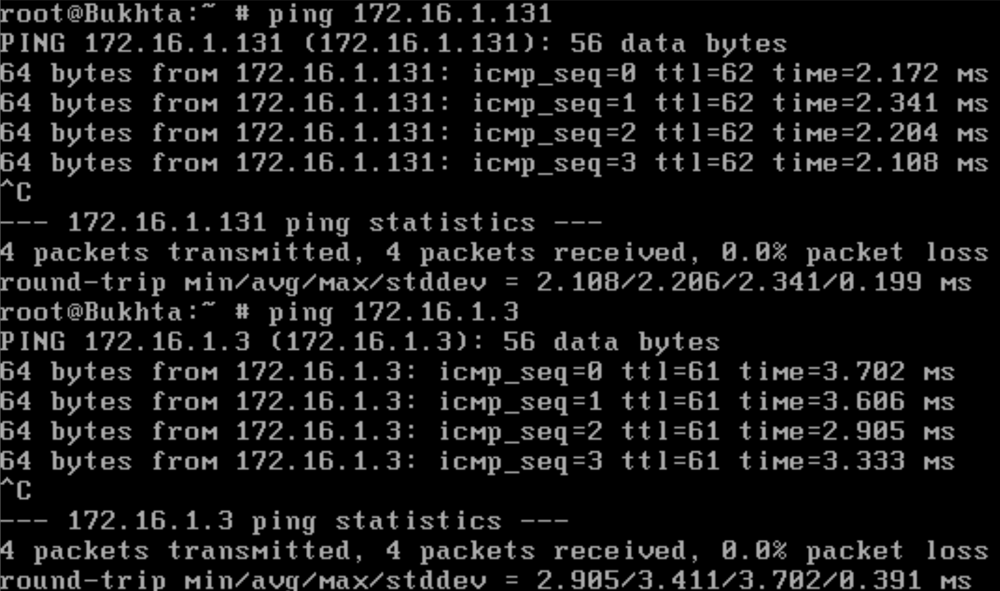 root@Bukhta:~ # ping 172.16.1.131
PING 172.16.1.131 (172.16.1.131): 56 data bytes
64 bytes from 172.16.1.131: icmp_seq=0 ttl=62 time=2.172 ms
64 bytes from 172.16.1.131: icmp_seq=1 ttl=62 time=2.341 ms
64 bytes from 172.16.1.131: icmp_seq=2 ttl=62 time=2.204 ms
64 bytes from 172.16.1.131: icmp_seq=3 ttl=62 time=2.108 ms
^C
--- 172.16.1.131 ping statistics ---
4 packets transmitted, 4 packets received, 0.0% packet loss
round-trip min/avg/max/stddev = 2.108/2.206/2.341/0.199 ms
root@Bukhta:~ # ping 172.16.1.3
PING 172.16.1.3 (172.16.1.3): 56 data bytes
64 bytes from 172.16.1.3: icmp_seq=0 ttl=61 time=3.702 ms
64 bytes from 172.16.1.3: icmp_seq=1 ttl=61 time=3.606 ms
64 bytes from 172.16.1.3: icmp_seq=2 ttl=61 time=2.905 ms
64 bytes from 172.16.1.3: icmp_seq=3 ttl=61 time=3.333 ms
^C
--- 172.16.1.3 ping statistics ---
4 packets transmitted, 4 packets received, 0.0% packet loss
round-trip min/avg/max/stddev = 2.905/3.411/3.702/0.391 ms